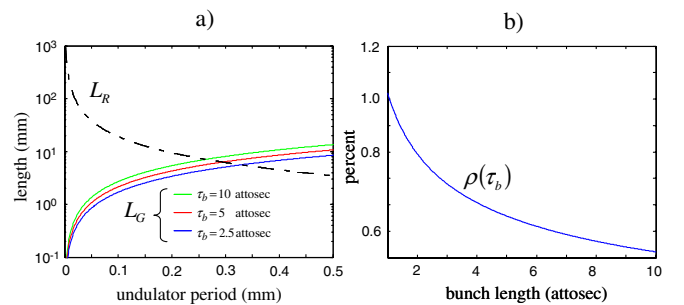 a)
b)
10³
10²
10¹
10⁰
10⁻¹
length (mm)
L_R
L_G
τ_b=10 attosec
τ_b=5 attosec
τ_b=2.5 attosec
0
0.1
0.2
0.3
0.4
0.5
undulator period (mm)
1.2
1.0
0.8
0.6
percent
ρ(τ_b)
2
4
6
8
10
bunch length (attosec)